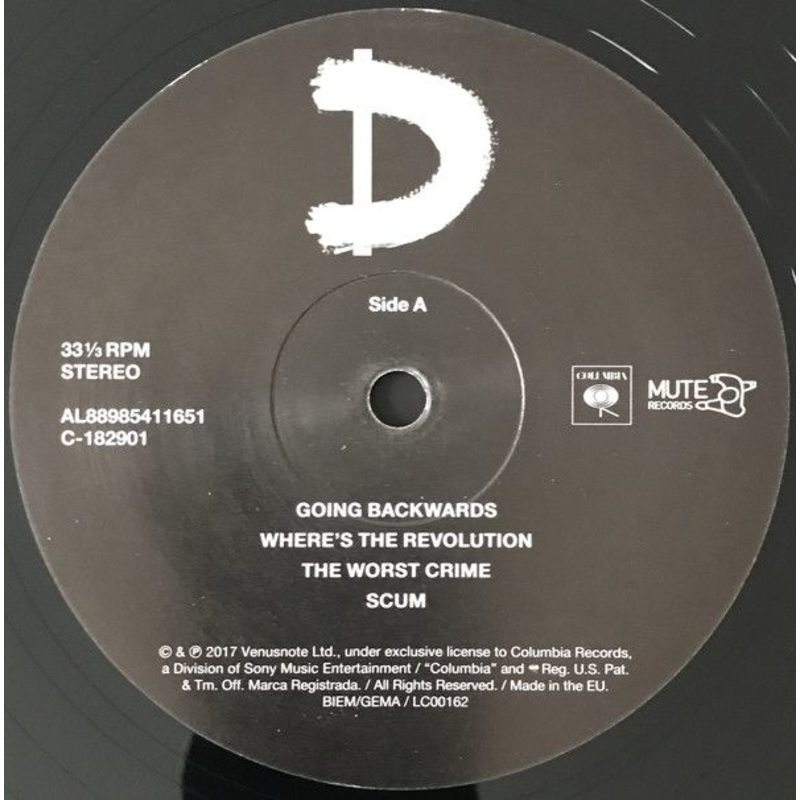 D
Side A
33⅓ RPM
STEREO
AL88985411651
C-182901
COLUMBIA
MUTE
RECORDS
GOING BACKWARDS
WHERE'S THE REVOLUTION
THE WORST CRIME
SCUM
© & ℗ 2017 Venusnote Ltd., under exclusive license to Columbia Records,
a Division of Sony Music Entertainment / "Columbia" and Reg. U.S. Pat.
& Tm. Off. Marca Registrada. / All Rights Reserved. / Made in the EU.
BIEM/GEMA / LC00162